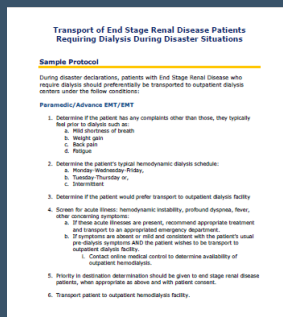 Transport of End Stage Renal Disease Patients
Requiring Dialysis During Disaster Situations
Sample Protocol
During disaster declarations, patients with End Stage Renal Disease who
require dialysis should preferentially be transported to outpatient dialysis
centers under the follow conditions:
Paramedic/Advance EMT/EMT
1. Determine if the patient has any complaints other than those, they typically
feel prior to dialysis such as:
a. Mild shortness of breath
b. Weight gain
c. Back pain
d. Fatigue
2. Determine the patient's typical hemodynamic dialysis schedule:
a. Monday-Wednesday-Friday,
b. Tuesday-Thursday or,
c. Intermittent
3. Determine if the patient would prefer transport to outpatient dialysis facility
4. Screen for acute illness: hemodynamic instability, profound dyspnea, fever,
other concerning symptoms:
a. If these acute illness are present, recommend appropriate treatment
and transport to an appropriate emergency department.
b. If symptoms are absent or mild and consistent with the patient's usual
pre-dialysis symptoms AND the patient wishes to be transport to
outpatient dialysis facility.
i. Contact online medical control to determine availability of
outpatient hemodialysis.
5. Priority in destination determination should be given to end stage renal disease
patients, when appropriate as above and with patient consent.
6. Transport patient to outpatient hemodialysis facility.